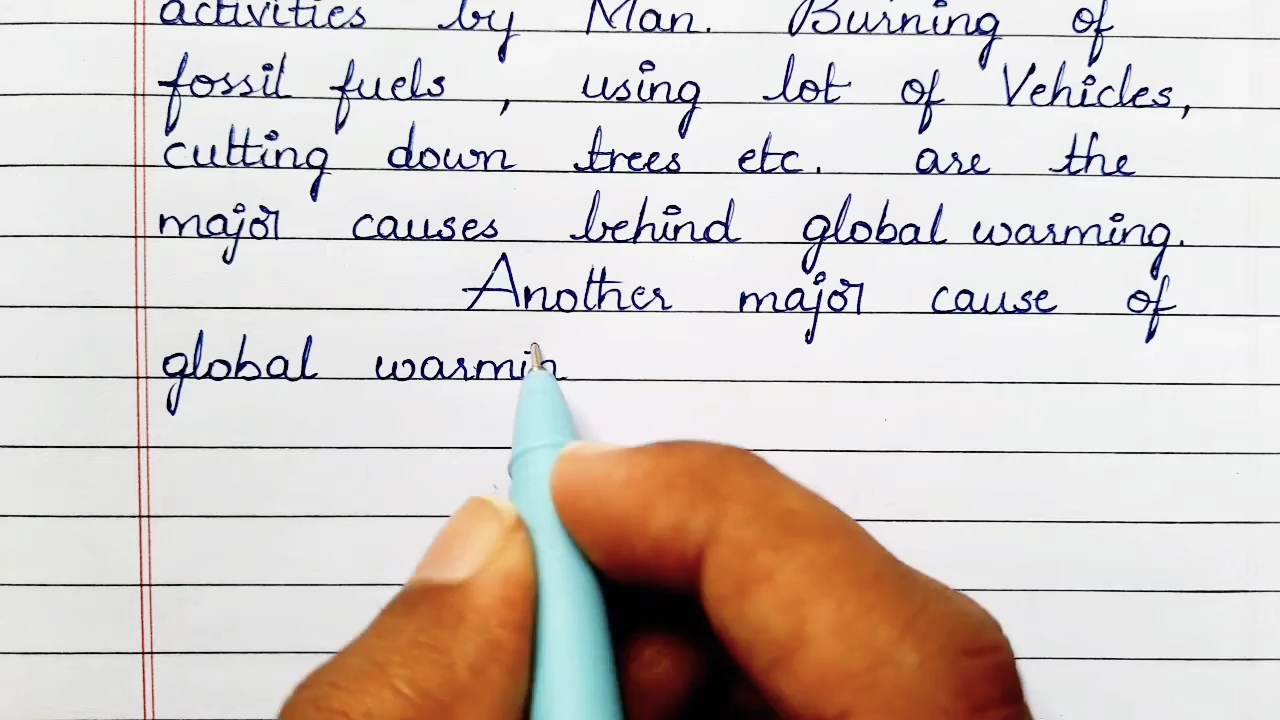 activities by Man. Burning of
fossil fuels , using lot of Vehicles,
cutting down trees etc. are the
major causes behind global warming.
Another major cause of
global warmin